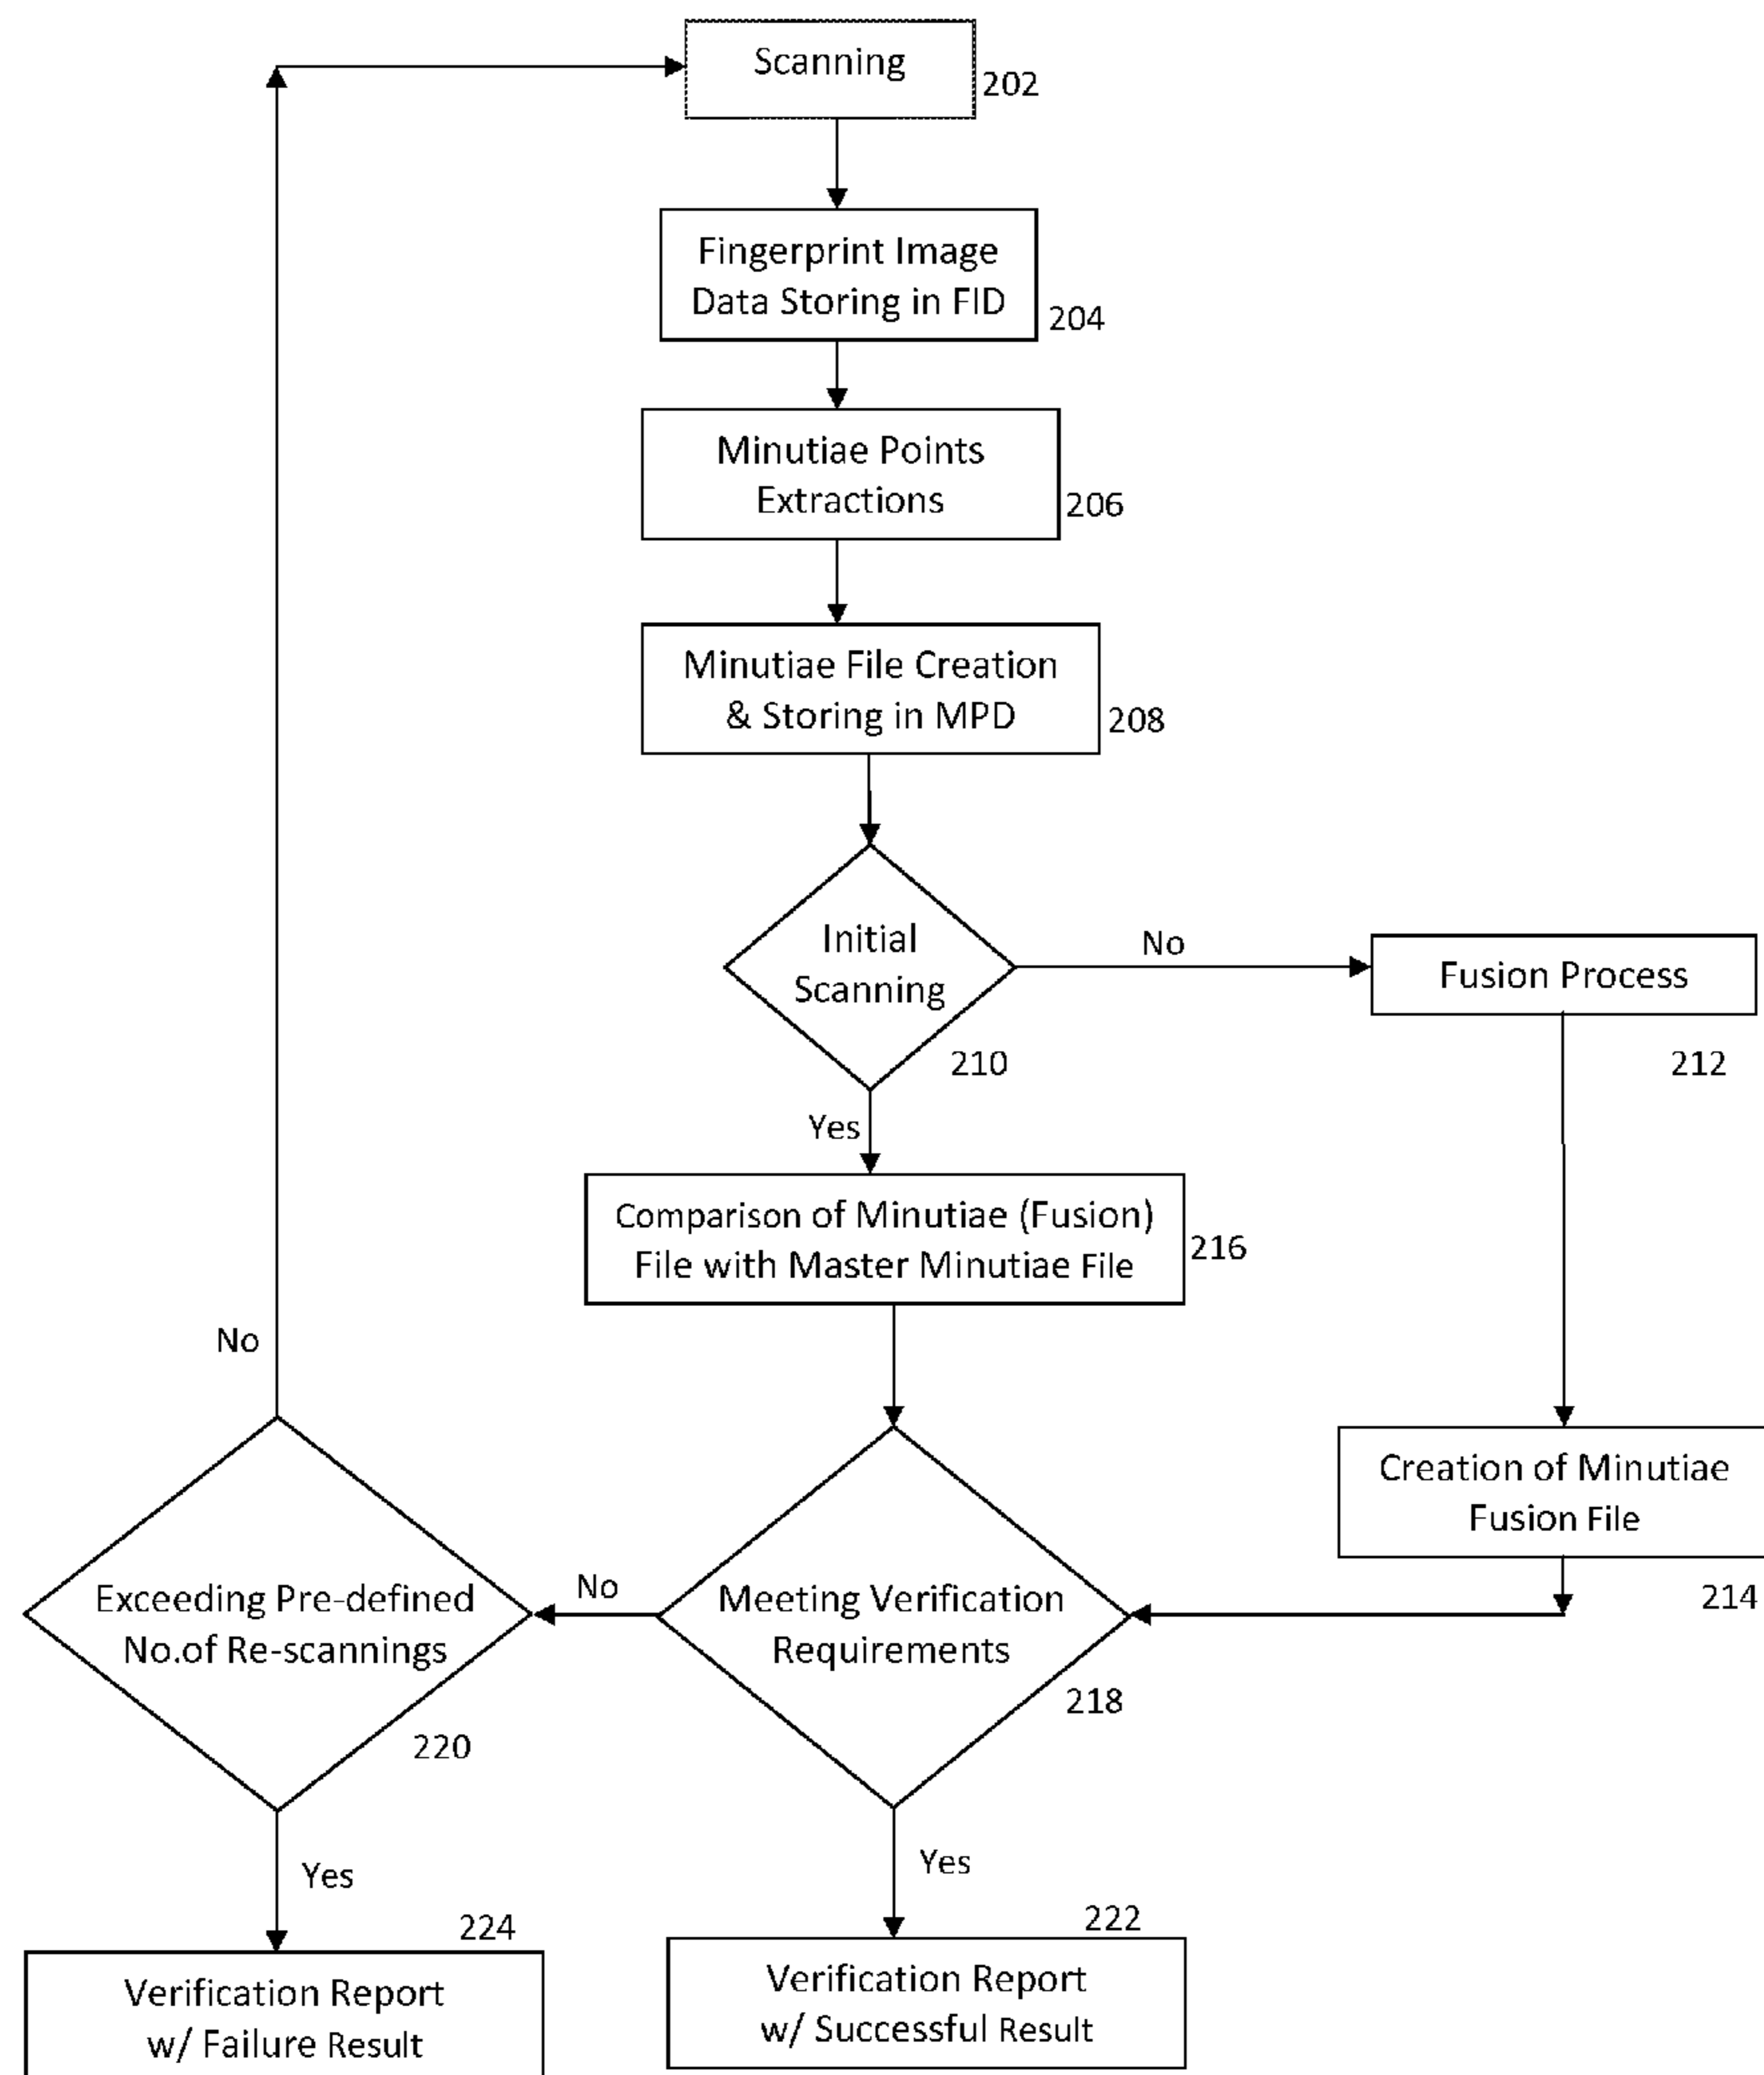 Scanning
202
Fingerprint Image
Data Storing in FID
204
Minutiae Points
Extractions
206
Minutiae File Creation
& Storing in MPD
208
Initial
Scanning
210
No
Fusion Process
212
Yes
Comparison of Minutiae (Fusion)
File with Master Minutiae File
216
No
Creation of Minutiae
Fusion File
214
Exceeding Pre-defined
No.of Re-scannings
220
No
Meeting Verification
Requirements
218
Yes
Yes
224
222
Verification Report
w/ Failure Result
Verification Report
w/ Successful Result